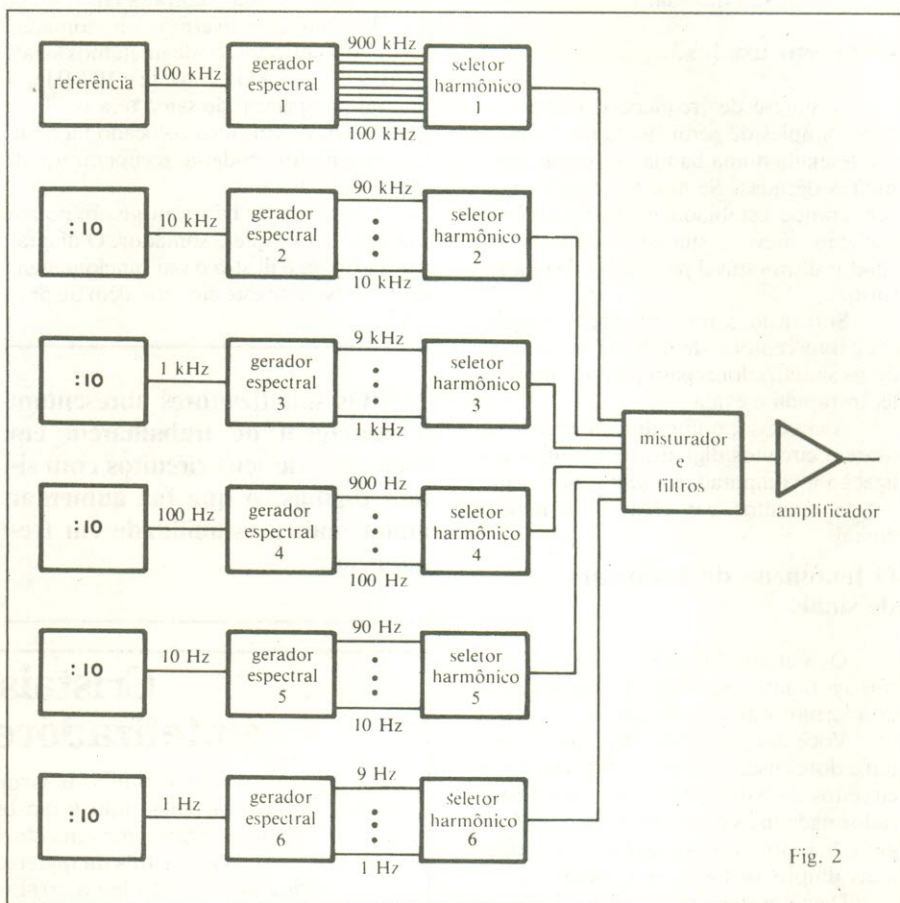 referência
100 kHz
gerador
espectral
1
900 kHz
100 kHz
seletor
harmônico
1
:10
10 kHz
gerador
espectral
2
90 kHz
10 kHz
seletor
harmônico
2
:10
1 kHz
gerador
espectral
3
9 kHz
1 kHz
seletor
harmônico
3
:10
100 Hz
gerador
espectral
4
900 Hz
100 Hz
seletor
harmônico
4
:10
10 Hz
gerador
espectral
5
90 Hz
10 Hz
seletor
harmônico
5
:10
1 Hz
gerador
espectral
6
9 Hz
1 Hz
seletor
harmônico
6
misturador
e
filtros
amplificador
Fig. 2